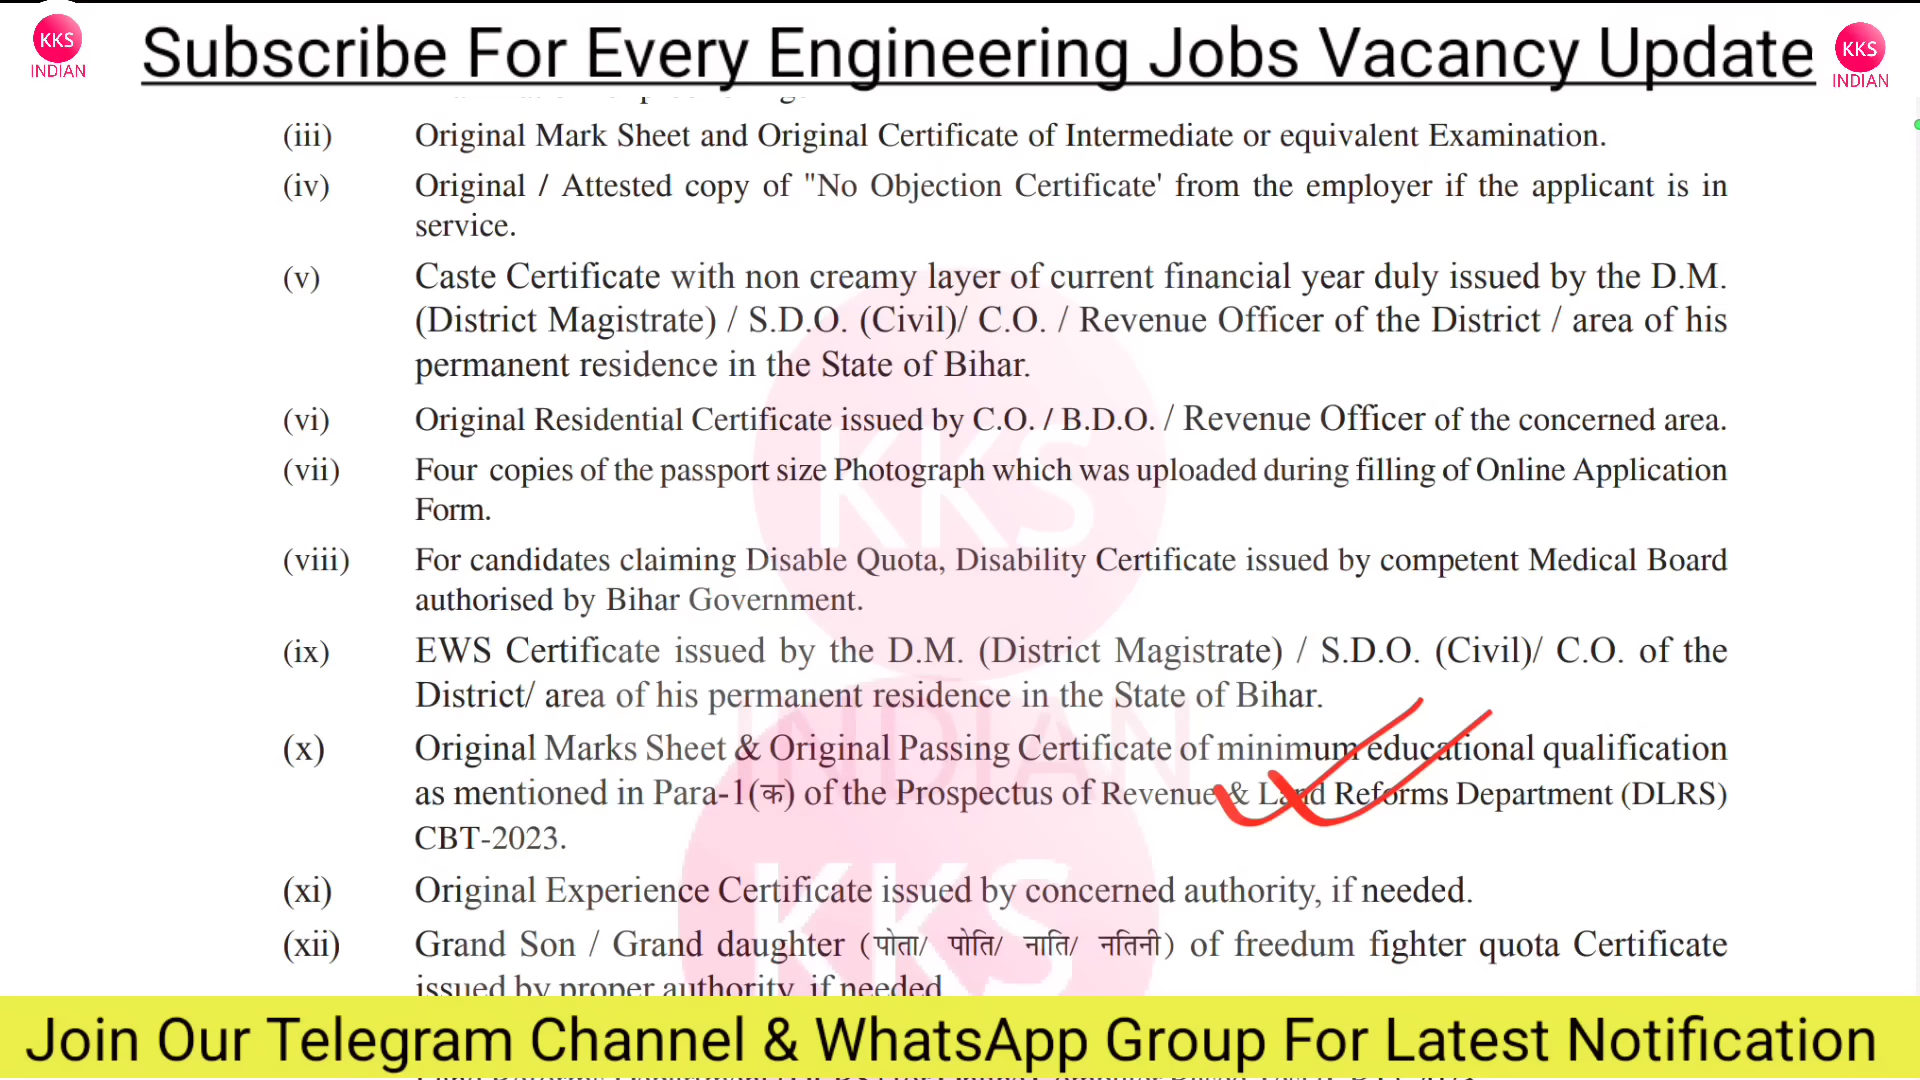 KKS
INDIAN
Subscribe For Every Engineering Jobs Vacancy Update
KKS
INDIAN
(iii) Original Mark Sheet and Original Certificate of Intermediate or equivalent Examination.
(iv) Original / Attested copy of "No Objection Certificate' from the employer if the applicant is in
service.
(v) Caste Certificate with non creamy layer of current financial year duly issued by the D.M.
(District Magistrate) / S.D.O. (Civil)/ C.O. / Revenue Officer of the District / area of his
permanent residence in the State of Bihar.
(vi) Original Residential Certificate issued by C.O. / B.D.O. / Revenue Officer of the concerned area.
(vii) Four copies of the passport size Photograph which was uploaded during filling of Online Application
Form.
(viii) For candidates claiming Disable Quota, Disability Certificate issued by competent Medical Board
authorised by Bihar Government.
(ix) EWS Certificate issued by the D.M. (District Magistrate) / S.D.O. (Civil)/ C.O. of the
District/ area of his permanent residence in the State of Bihar.
(x) Original Marks Sheet & Original Passing Certificate of minimum educational qualification
as mentioned in Para-1(क) of the Prospectus of Revenue & Land Reforms Department (DLRS)
CBT-2023.
(xi) Original Experience Certificate issued by concerned authority, if needed.
(xii) Grand Son / Grand daughter (पोता/ पोति/ नाति/ नतिनी) of freedom fighter quota Certificate
issued by proper authority, if needed
KKS
INDIAN
KKS
Join Our Telegram Channel & WhatsApp Group For Latest Notification